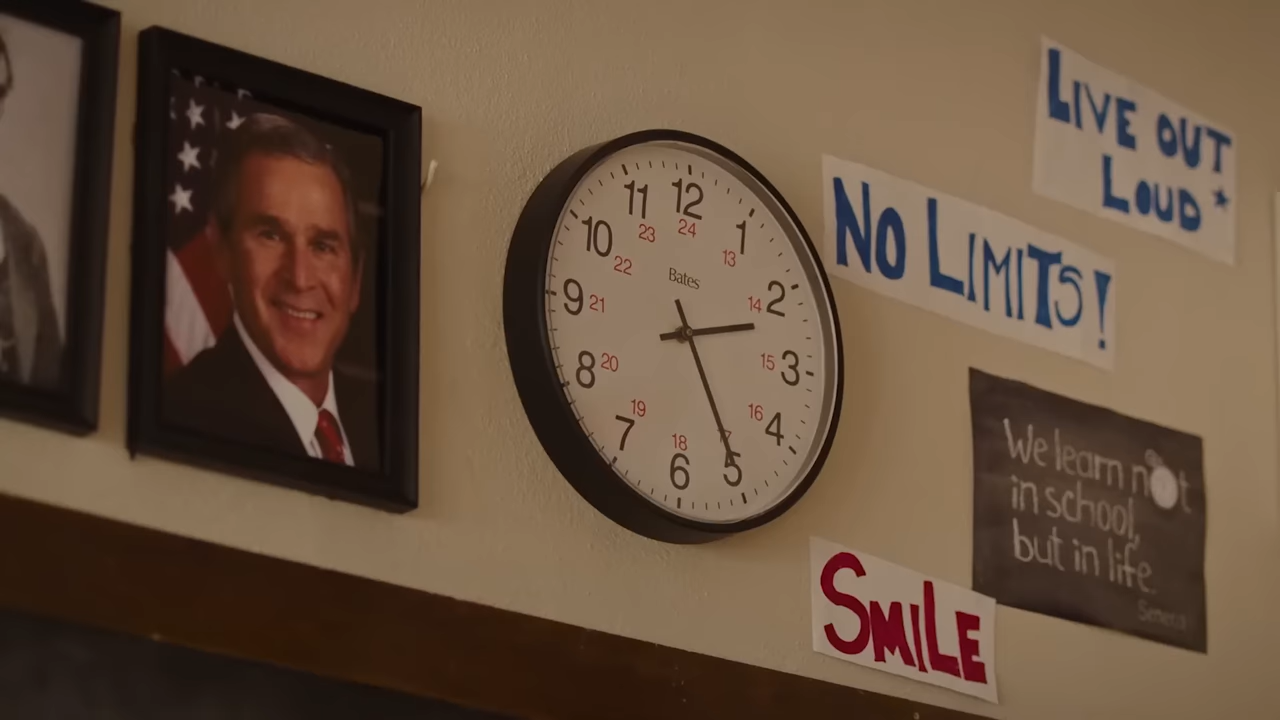 12
1
2
3
4
5
6
7
8
9
10
11
24
13
14
15
16
18
19
20
21
22
23
Bates
LIVE OUT
LOUD
NO LIMITS!
We learn not
in school,
but in life.
Seneca
SMILE